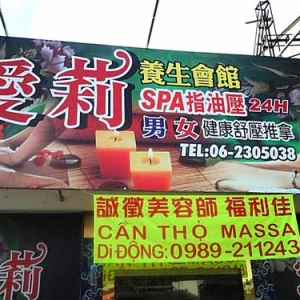 愛莉
養生會館
SPA指油壓24H
男 女 健康舒壓推拿
TEL:06-2305038
誠徵美容師 福利佳
CẦN THỢ MASSA
Di ĐỘNG: 0989-211243